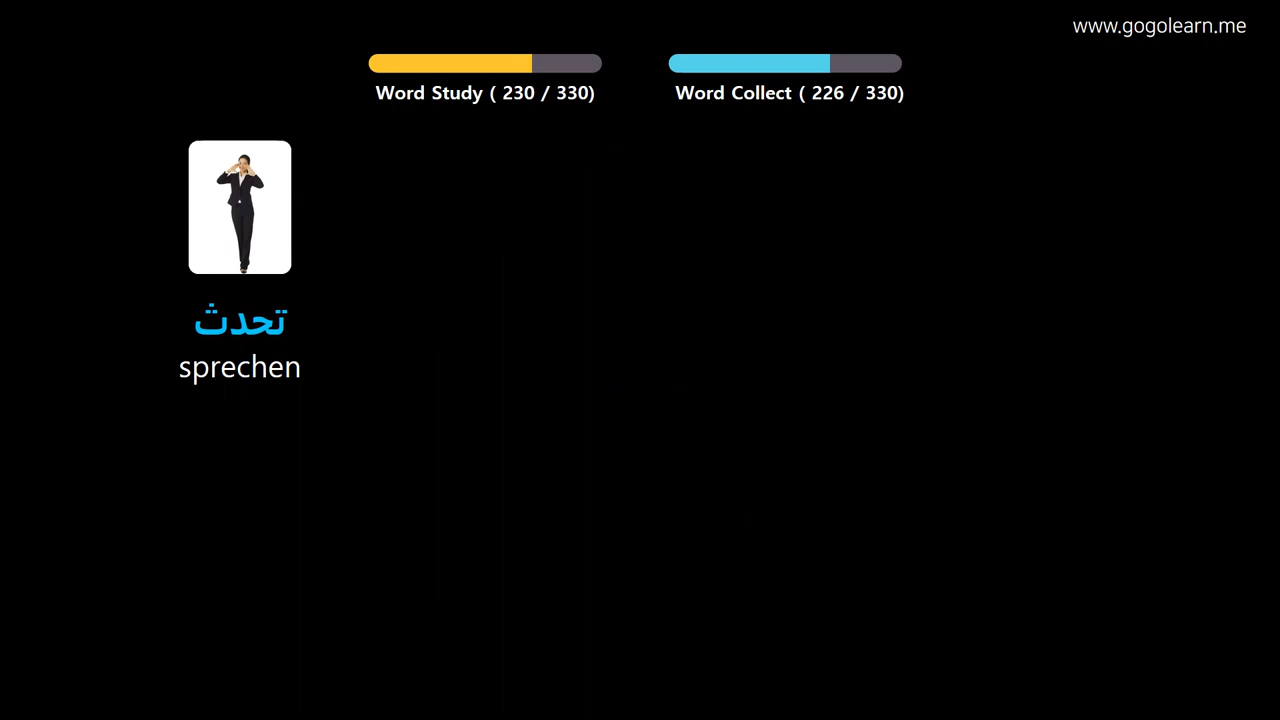 www.gogolearn.me
Word Study ( 230 / 330)
Word Collect ( 226 / 330)
تحدث
sprechen